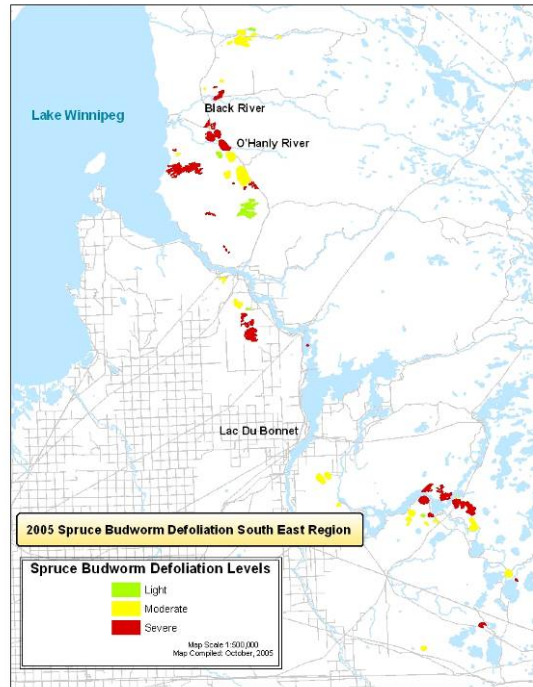 Lake Winnipeg
Black River
O'Hanly River
Lac Du Bonnet
2005 Spruce Budworm Defoliation South East Region
Spruce Budworm Defoliation Levels
Light
Moderate
Severe
Map Scale 1:500,000
Map Compiled: October, 2005